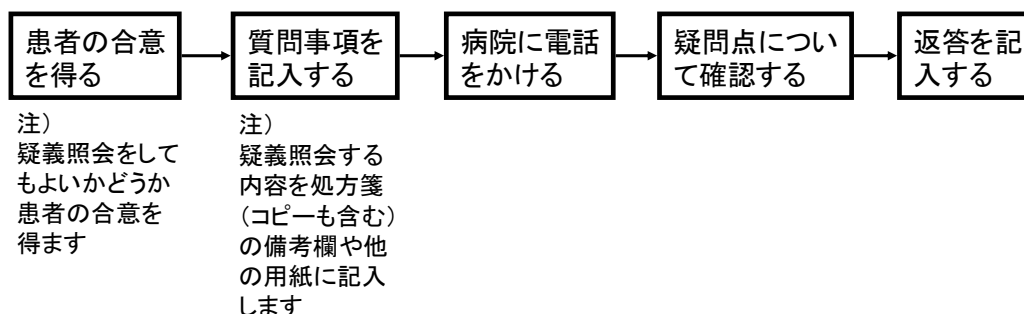 患者の合意
を得る
質問事項を
記入する
病院に電話
をかける
疑問点につい
て確認する
返答を記
入する
注）
疑義照会をして
もよいかどうか
患者の合意を
得ます
注）
疑義照会する
内容を処方箋
（コピーも含む）
の備考欄や他
の用紙に記入
します